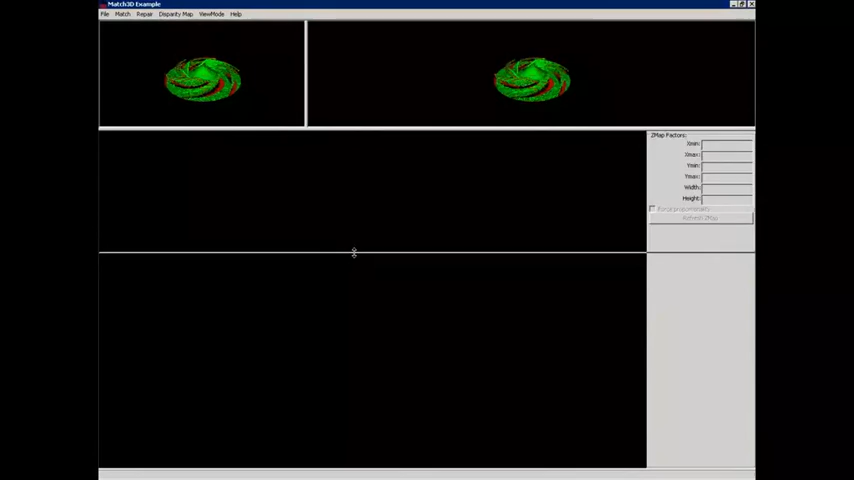 Match3D Example
File Match Repair Disparity Map ViewMode Help
ZMap Factors:
Xmin:
Xmax:
Ymin:
Ymax:
Width:
Height: